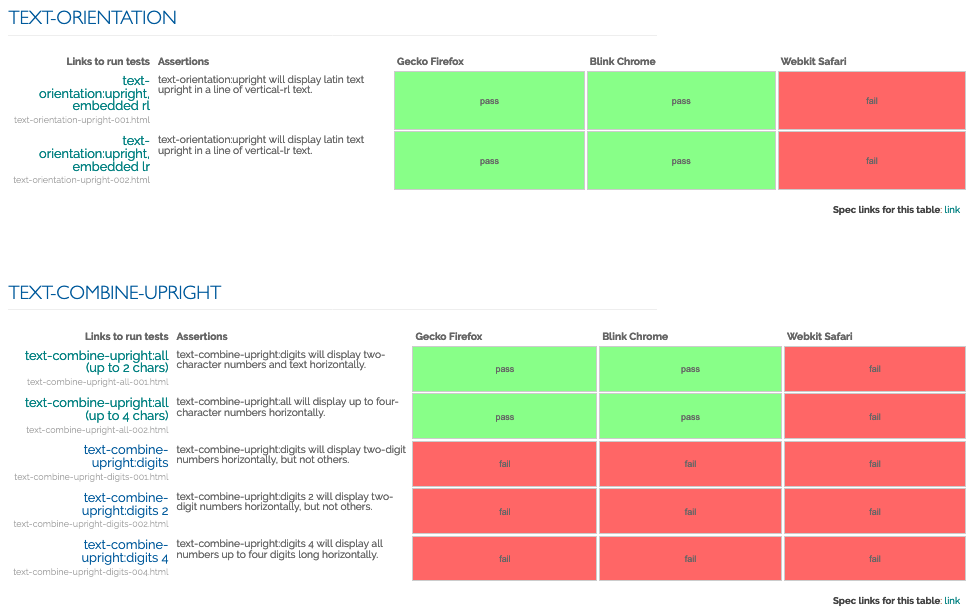 TEXT-ORIENTATION
Links to run tests Assertions Gecko Firefox Blink Chrome Webkit Safari
text-orientation:upright, embedded rl
text-orientation-upright-001.html
text-orientation:upright will display latin text
upright in a line of vertical-rl text.
pass pass fail
text-orientation:upright, embedded lr
text-orientation-upright-002.html
text-orientation:upright will display latin text
upright in a line of vertical-lr text.
pass pass fail
Spec links for this table: link
TEXT-COMBINE-UPRIGHT
Links to run tests Assertions Gecko Firefox Blink Chrome Webkit Safari
text-combine-upright:all
(up to 2 chars)
text-combine-upright-all-001.html
text-combine-upright:digits will display two-
character numbers and text horizontally.
pass pass fail
text-combine-upright:all
(up to 4 chars)
text-combine-upright-all-002.html
text-combine-upright:all will display up to four-
character numbers horizontally.
pass pass fail
text-combine-
upright:digits
text-combine-upright-digits-001.html
text-combine-upright:digits will display two-digit
numbers horizontally, but not others.
fail fail fail
text-combine-
upright:digits 2
text-combine-upright-digits-002.html
text-combine-upright:digits 2 will display two-
digit numbers horizontally, but not others.
fail fail fail
text-combine-
upright:digits 4
text-combine-upright-digits-004.html
text-combine-upright:digits 4 will display all
numbers up to four digits long horizontally.
fail fail fail
Spec links for this table: link